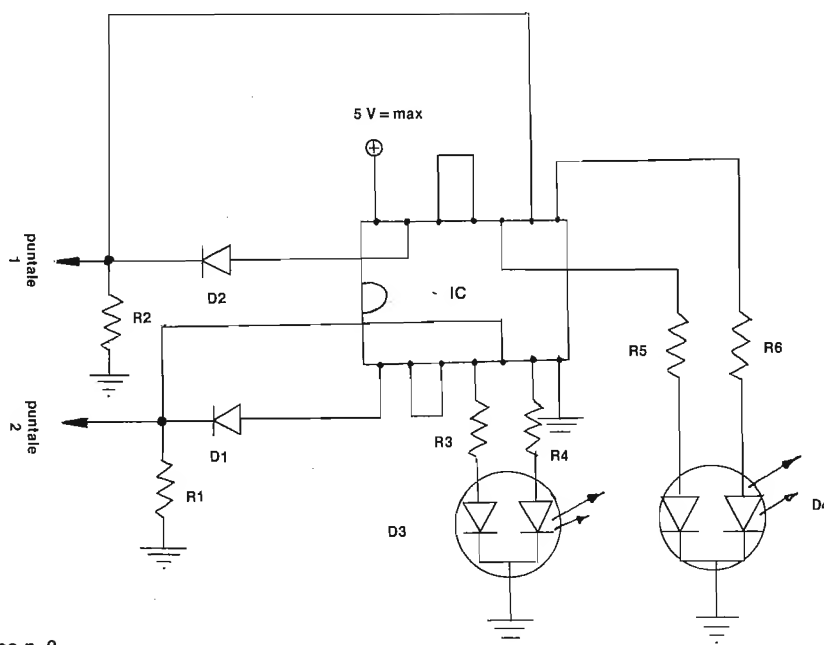 5 V = max
puntale
1
D2
IC
R2
R5
R6
puntale
2
D1
R3
R4
R1
D3
D4